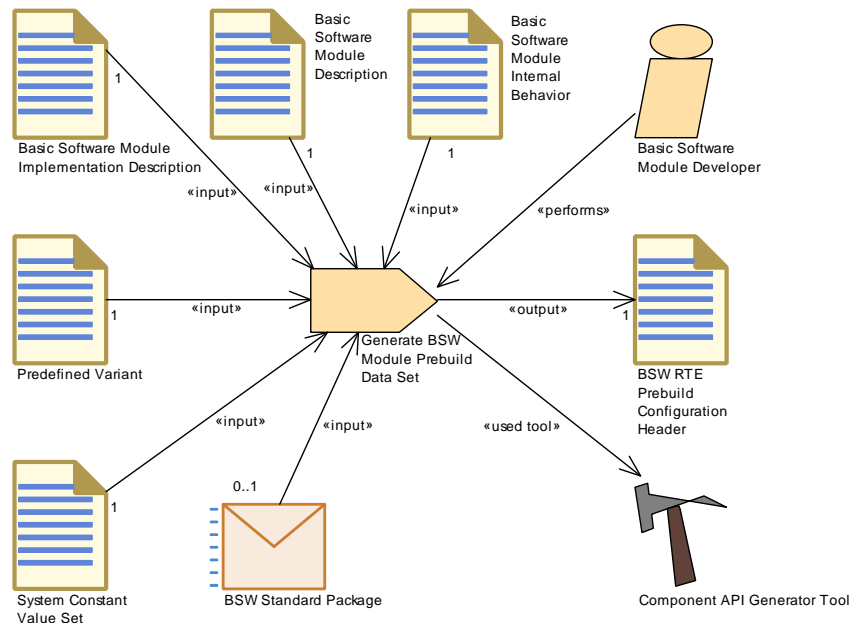 Basic
Software
Module
Description
Basic
Software
Module
Internal
Behavior
1
Basic Software Module
Implementation Description
1
1
Basic Software
Module Developer
«input»
«input»
«input»
«performs»
«input»
1
«output»
1
Predefined Variant
Generate BSW
Module Prebuild
Data Set
BSW RTE
Prebuild
Configuration
Header
«input»
«input»
«used tool»
1
0..1
System Constant
Value Set
BSW Standard Package
Component API Generator Tool